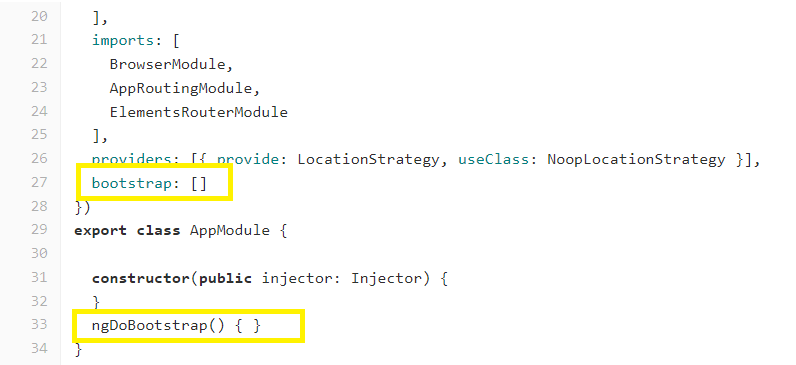 20 ],
21 imports: [
22 BrowserModule,
23 AppRoutingModule,
24 ElementsRouterModule
25 ],
26 providers: [{ provide: LocationStrategy, useClass: NoopLocationStrategy }],
27 bootstrap: []
28 })
29 export class AppModule {
30
31 constructor(public injector: Injector) {
32 }
33 ngDoBootstrap() { }
34 }